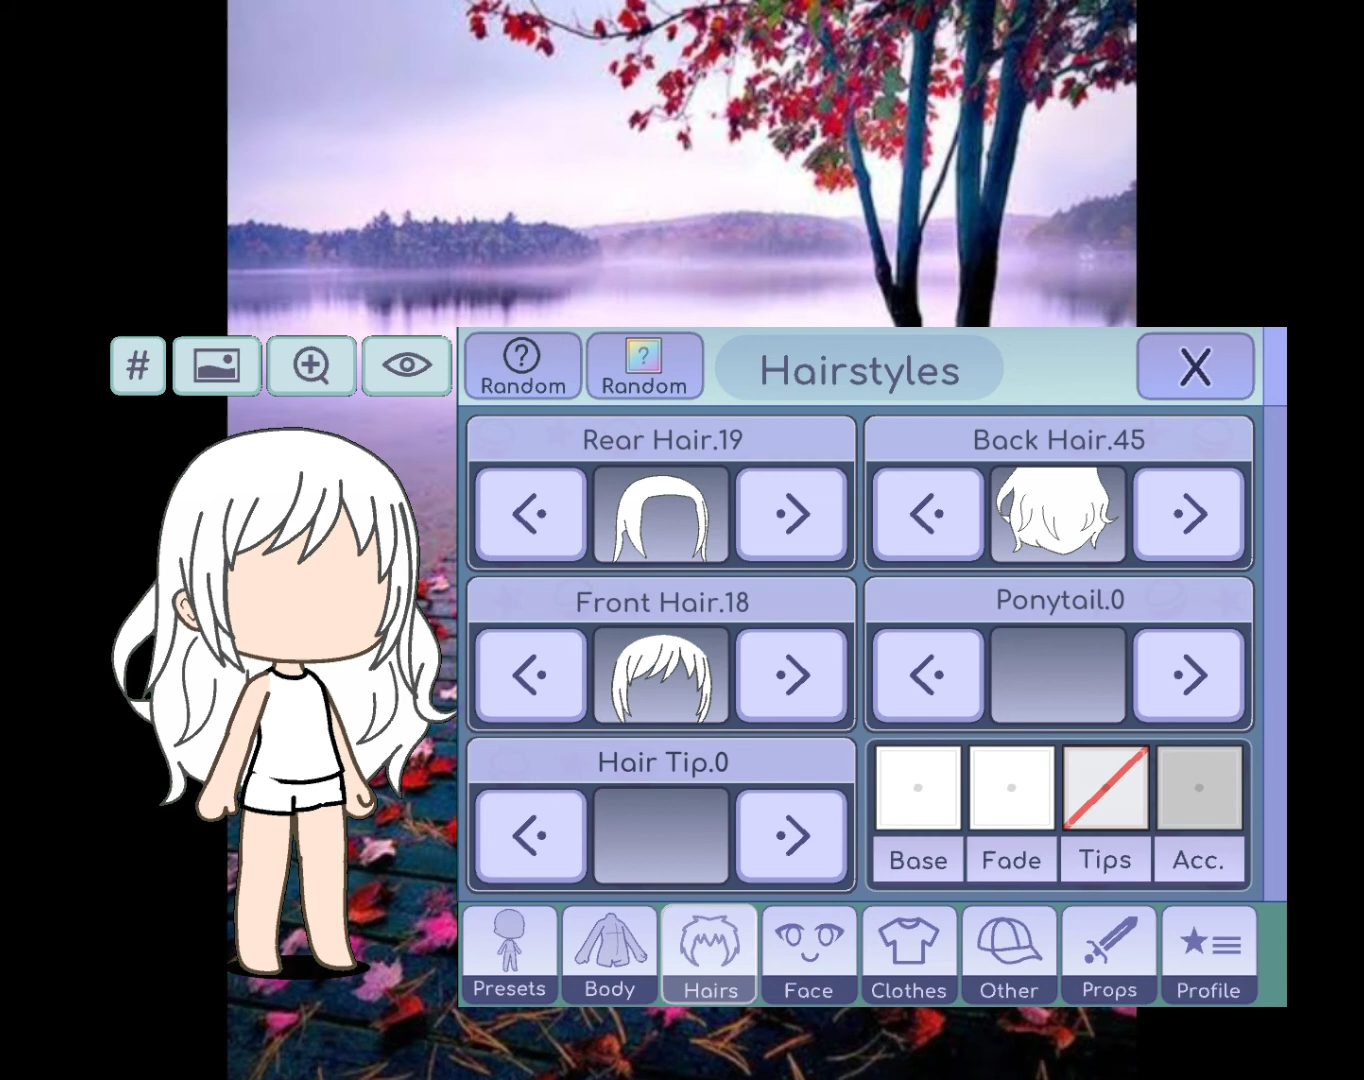 #
? Random
? Random
Hairstyles
X
Rear Hair.19
Back Hair.45
Front Hair.18
Ponytail.0
Hair Tip.0
Base
Fade
Tips
Acc.
Presets
Body
Hairs
Face
Clothes
Other
Props
Profile